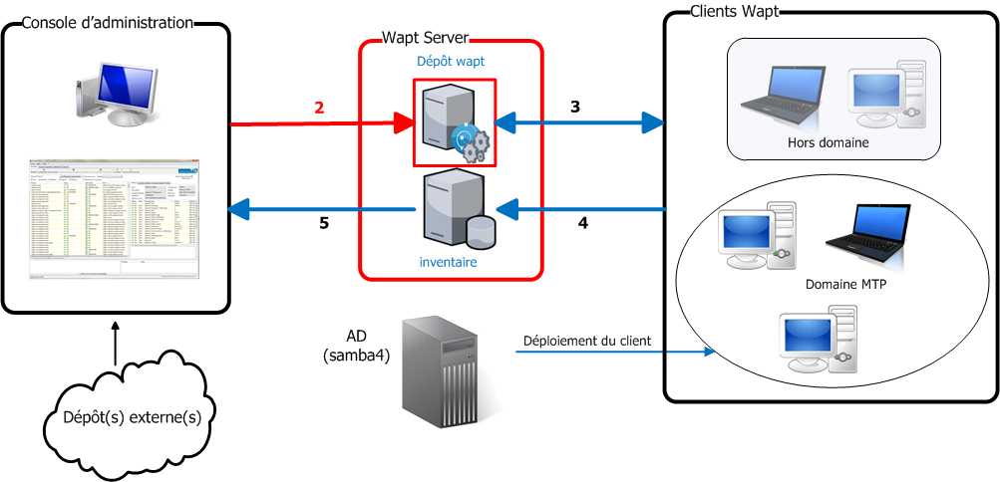 Console d'administration
Wapt Server
Dépôt wapt
Clients Wapt
2
3
Hors domaine
5
4
inventaire
Domaine MTP
AD
(samba4)
Déploiement du client
Dépôt(s) externe(s)